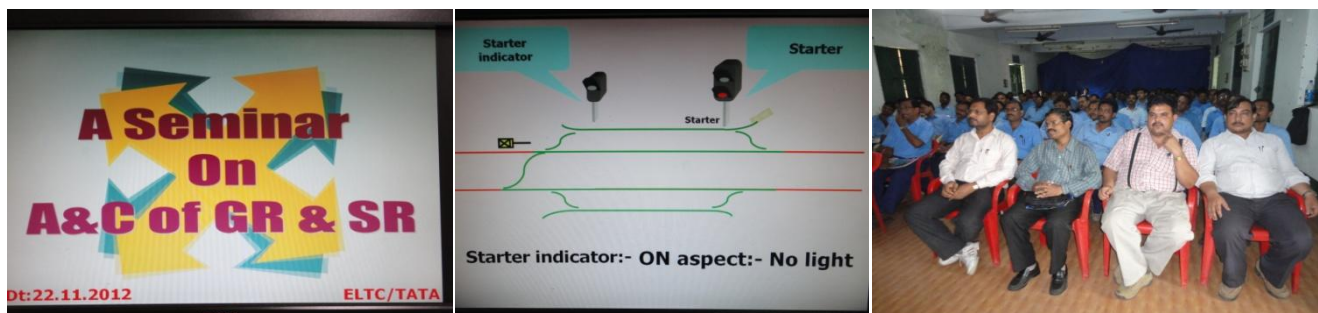 A Seminar
On
A&C of GR & SR
Dt:22.11.2012
ELTC/TATA
Starter
indicator
Starter
Starter
Starter indicator:- ON aspect:- No light